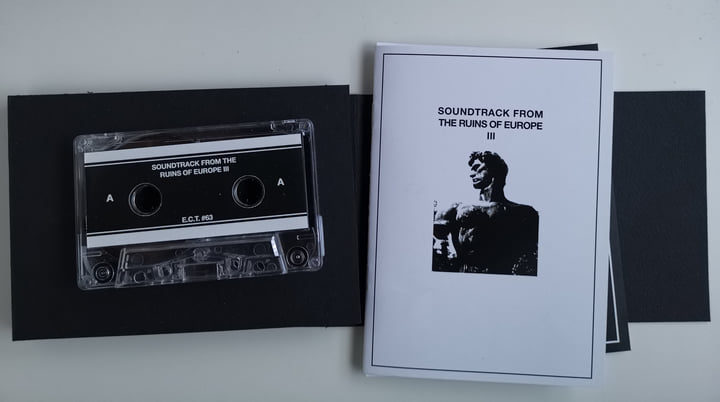 SOUNDTRACK FROM THE
RUINS OF EUROPE III
A
A
E.C.T. #63
SOUNDTRACK FROM
THE RUINS OF EUROPE
III